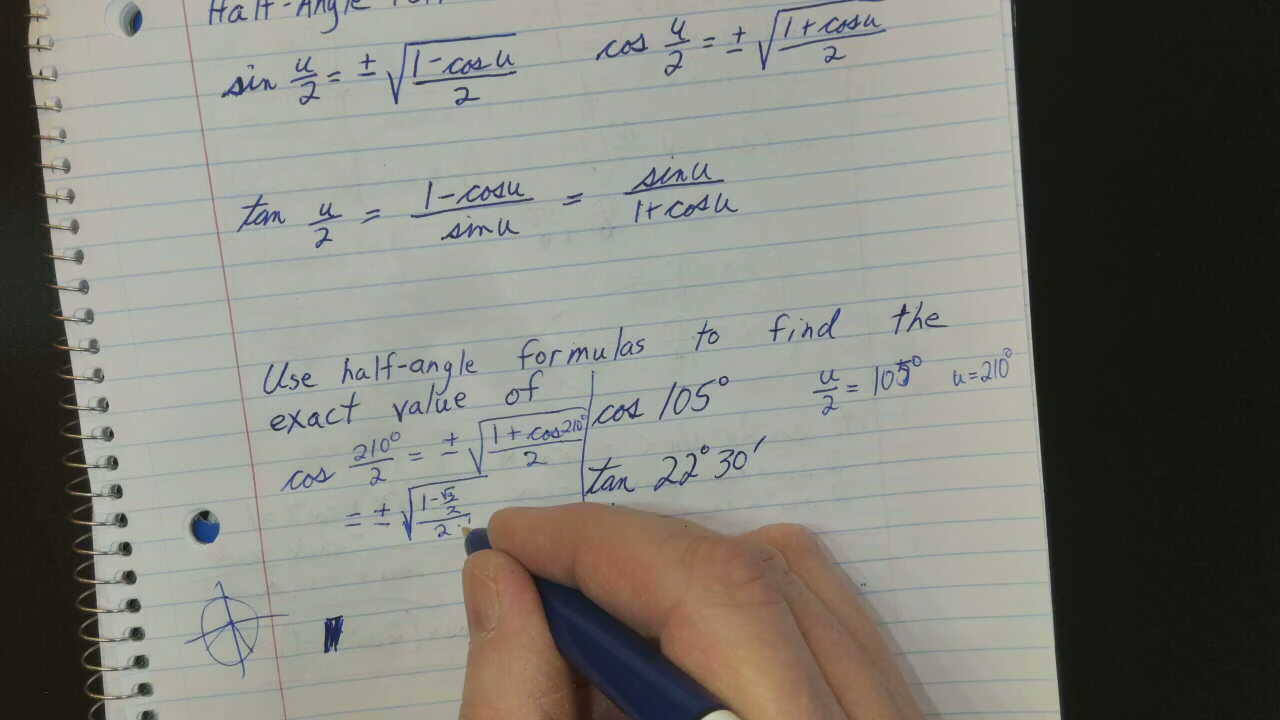 Half-Angle
sin u/2 = ± √((1 - cos u)/2)
cos u/2 = ± √((1 + cos u)/2)
tan u/2 = (1 - cos u)/(sin u) = (sin u)/(1 + cos u)
Use half-angle formulas to find the
exact value of
cos 105°
u/2 = 105° u = 210°
tan 22° 30′
cos 210°/2 = ± √((1 + cos 210°)/2)
= ± √((1 - √3/2)/2)